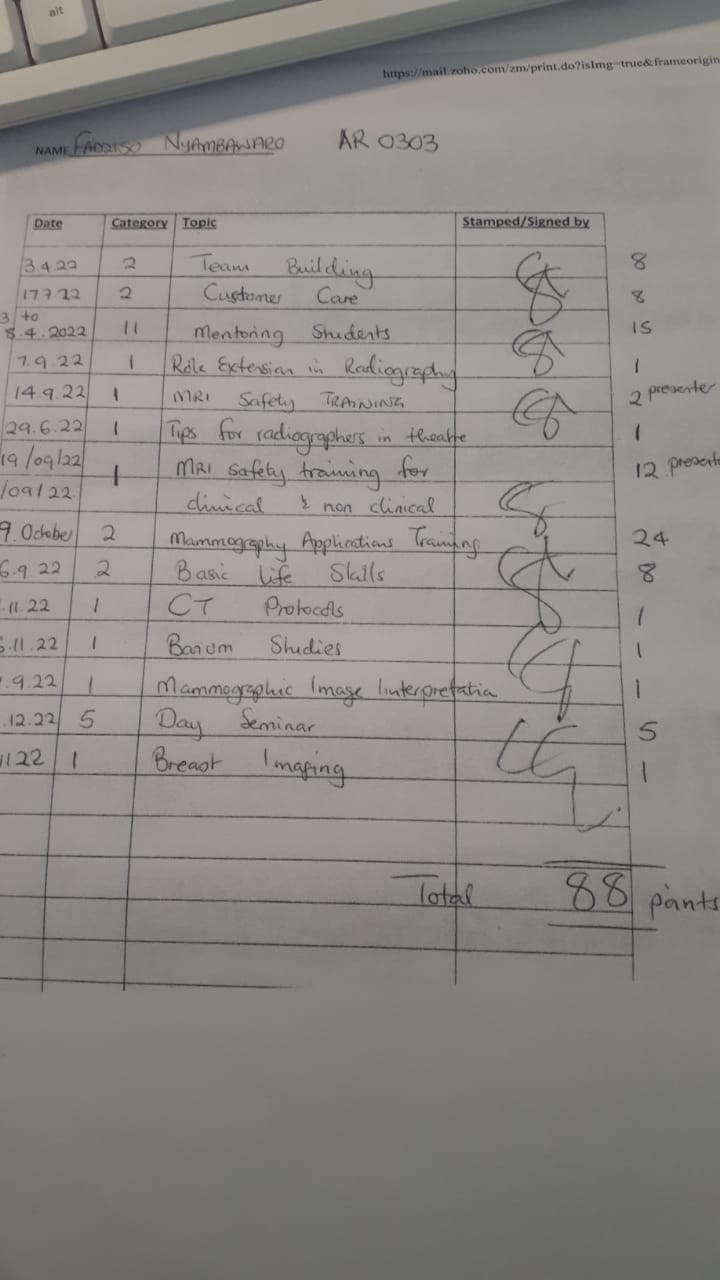 alt
https://mail.zoho.com/zm/print.do?isImg=true&frameorigin
NAME NYAMBAWARO AR 0303
Date Category Topic Stamped/Signed by
3.4.22 2 Team Building 8
17.7.22 2 Customer Care 8
3 to
8.4.2022 11 Mentoring Students 15
7.9.22 1 Role Extension in Radiography 1
14.9.22 1 MRI Safety TRAINING 2 presenter
29.6.22 1 Tips for radiographers in theatre 1
19/09/22 1 MRI safety training for 12 present
/09/22 clinical & non clinical
9.October 2 Mammography Applications Training 24
6.9.22 2 Basic Life Skills 8
.11.22 1 CT Protocols 1
.11.22 1 Barium Studies 1
.9.22 1 Mammographic Image 1
.12.22 5 Day Seminar 5
1122 1 Breast Imaging 1
Total 88 points